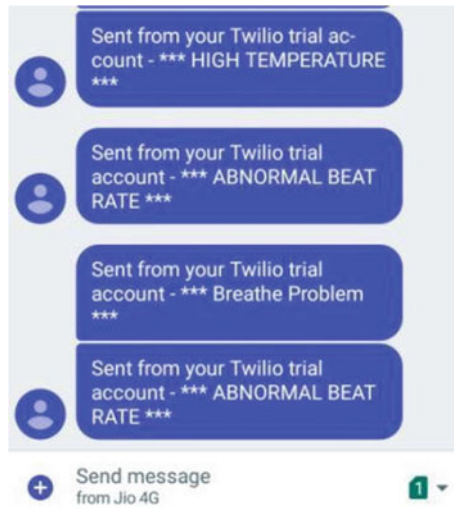 Sent from your Twilio trial ac-
count - *** HIGH TEMPERATURE
***
Sent from your Twilio trial
account - *** ABNORMAL BEAT
RATE ***
Sent from your Twilio trial
account - *** Breathe Problem
***
Sent from your Twilio trial
account - *** ABNORMAL BEAT
RATE ***
Send message
from Jio 4G
1